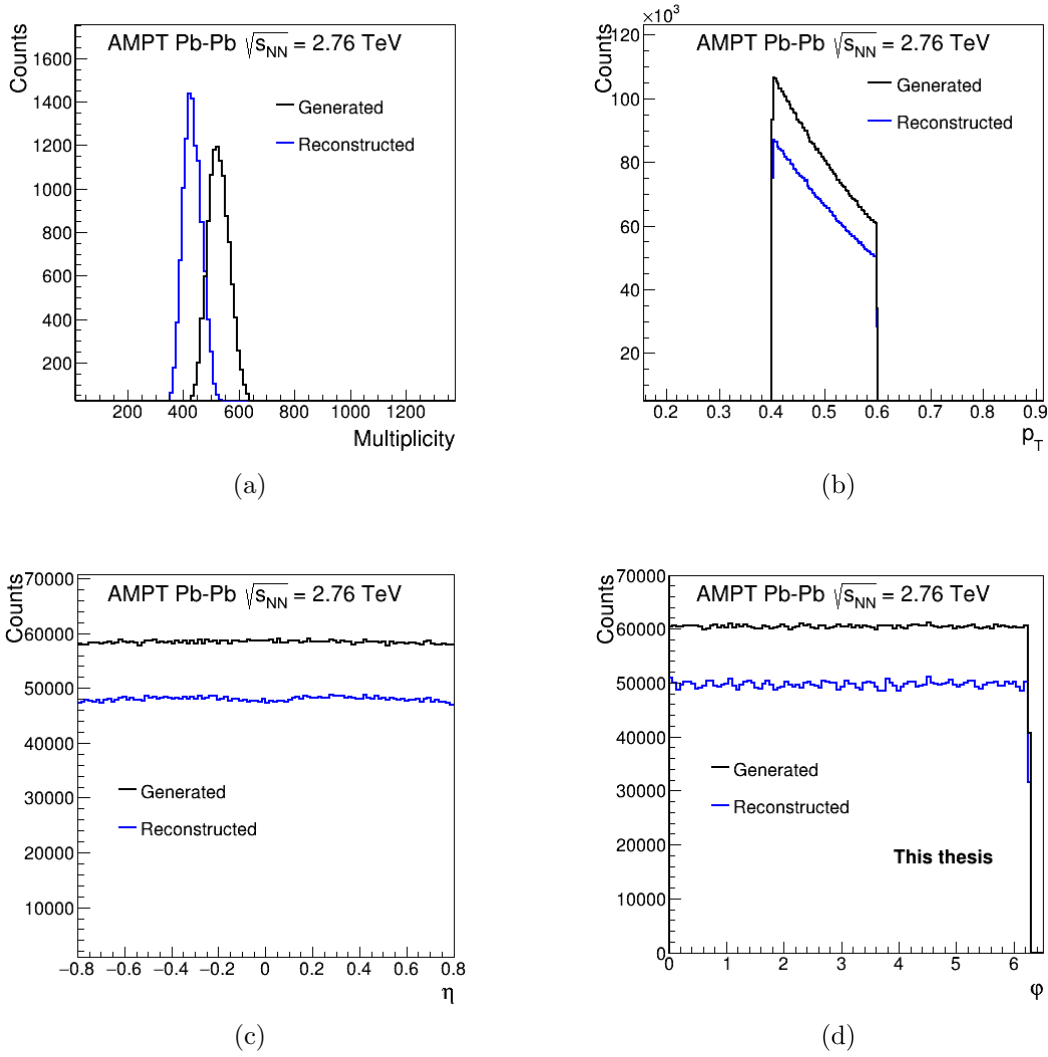 AMPT Pb-Pb √s_NN = 2.76 TeV
Counts
1600
1400
1200
1000
800
600
400
200
Generated
Reconstructed
200 400 600 800 1000 1200
Multiplicity
(a)
×10³
AMPT Pb-Pb √s_NN = 2.76 TeV
Counts
120
100
80
60
40
20
Generated
Reconstructed
0.2 0.3 0.4 0.5 0.6 0.7 0.8 0.9
p_T
(b)
AMPT Pb-Pb √s_NN = 2.76 TeV
Counts
70000
60000
50000
40000
30000
20000
10000
Generated
Reconstructed
−0.8 −0.6 −0.4 −0.2 0 0.2 0.4 0.6 0.8
η
(c)
AMPT Pb-Pb √s_NN = 2.76 TeV
Counts
70000
60000
50000
40000
30000
20000
10000
0
Generated
Reconstructed
This thesis
0 1 2 3 4 5 6
φ
(d)